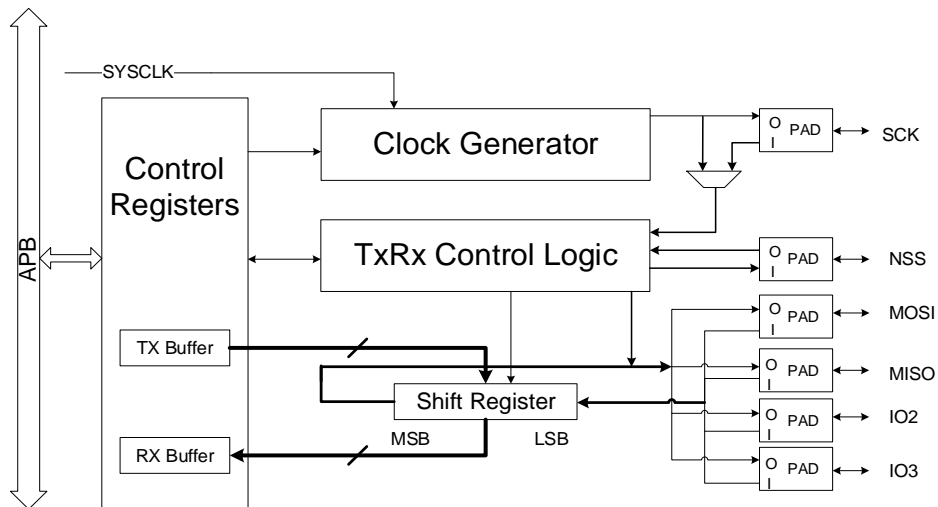 SYSCLK
APB
Control
Registers
Clock Generator
TxRx Control Logic
TX Buffer
RX Buffer
Shift Register
MSB
LSB
O
I
PAD
SCK
O
I
PAD
NSS
O
I
PAD
MOSI
O
I
PAD
MISO
O
I
PAD
IO2
O
I
PAD
IO3